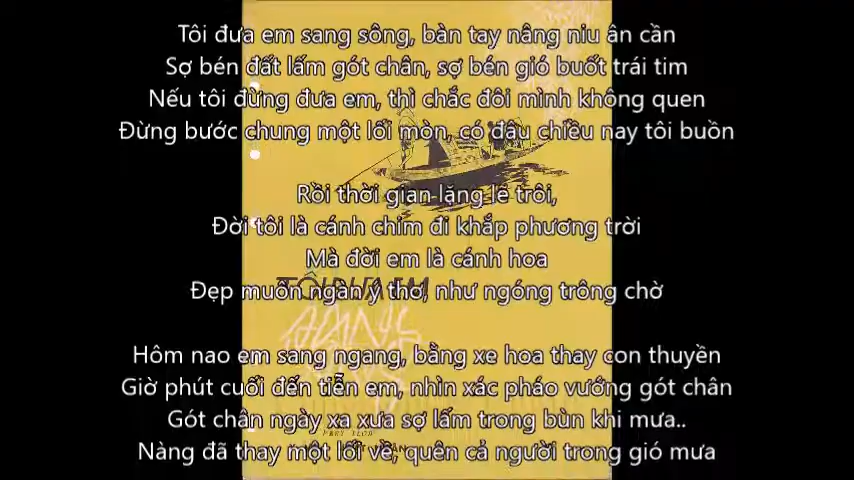 Tôi đưa em sang sông, bàn tay nâng niu ân cần
Sợ bén đất lấm gót chân, sợ bén gió buốt trái tim
Nếu tôi đừng đưa em, thì chắc đôi mình không quen
Đừng bước chung một lối mòn, có đâu chiều nay tôi buồn
Rồi thời gian lặng lẽ trôi,
Đời tôi là cánh chim đi khắp phương trời
Mà đời em là cánh hoa
Đẹp muôn ngàn ý thơ, như ngóng trông chờ
TÔI ĐƯA EM
SANG
Hôm nao em sang ngang, bằng xe hoa thay con thuyền
Giờ phút cuối đến tiễn em, nhìn xác pháo vướng gót chân
Gót chân ngày xa xưa sợ lấm trong bùn khi mưa..
Nàng đã thay một lối về, quên cả người trong gió mưa